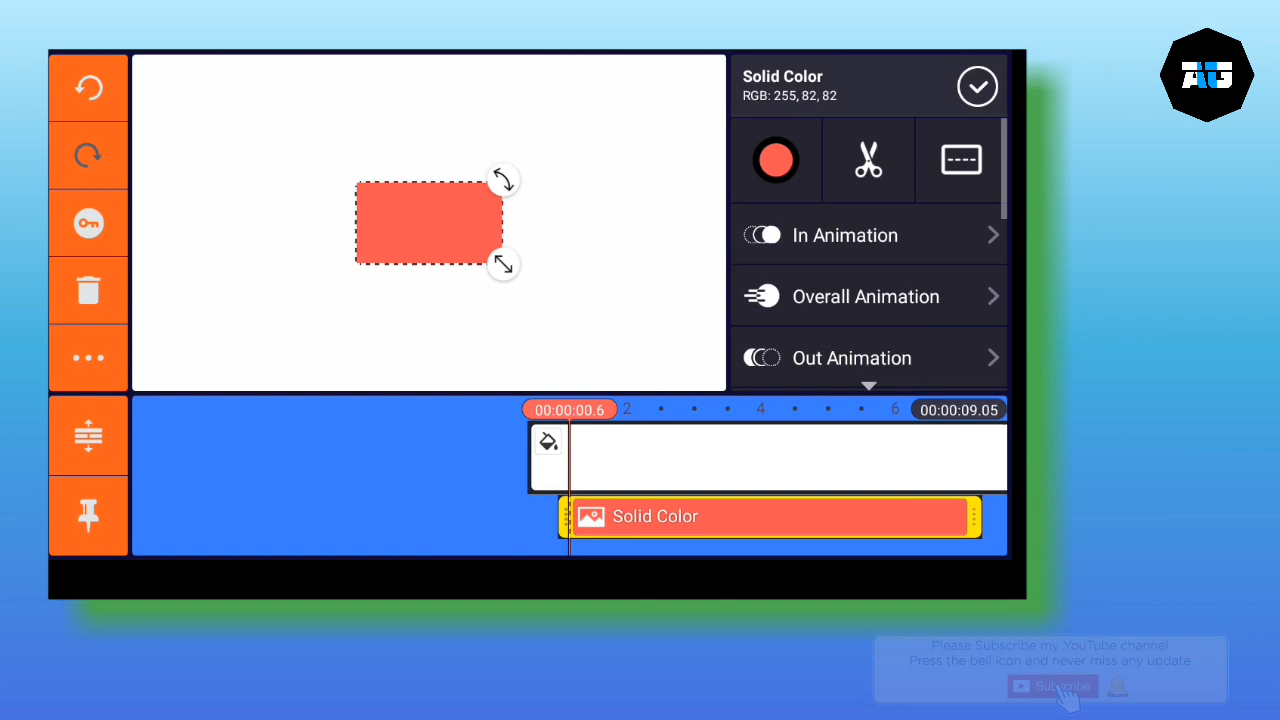 ATG
Solid Color
RGB: 255, 82, 82
In Animation
Overall Animation
Out Animation
00:00:00.6 2 4 6 00:00:09.05
Solid Color
Please Subscribe my YouTube channel
Press the bell icon and never miss any update
Subscribe